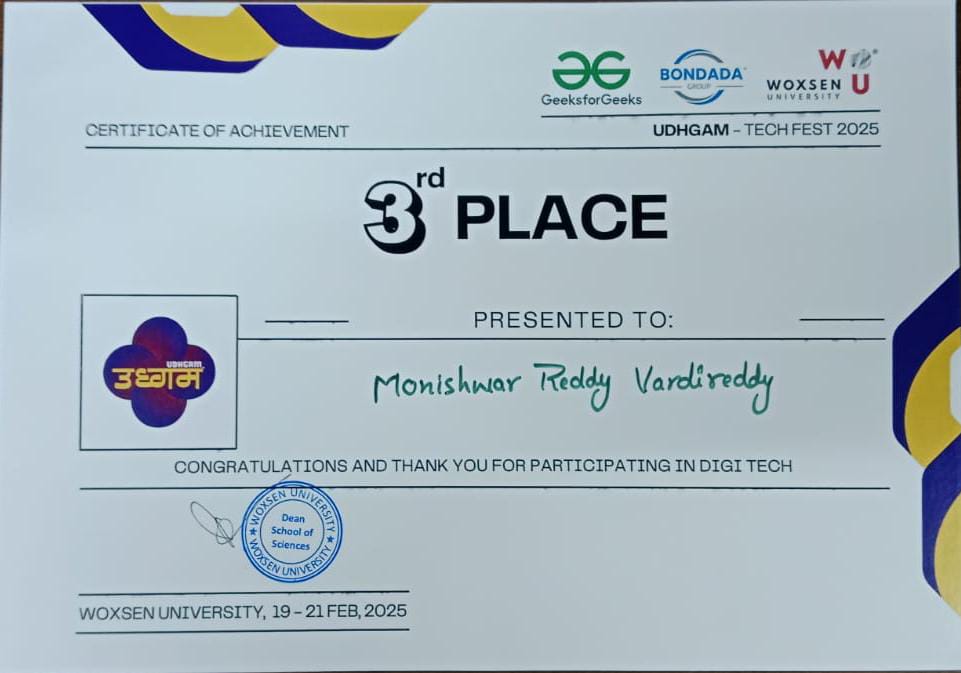 GeeksforGeeks
BONDADA
GROUP
W
WOXSEN U
UNIVERSITY
CERTIFICATE OF ACHIEVEMENT
UDHGAM – TECH FEST 2025
3rd PLACE
PRESENTED TO:
UDHGAM
उध्गम
Monishwar Reddy Vardireddy
CONGRATULATIONS AND THANK YOU FOR PARTICIPATING IN DIGI TECH
WOXSEN UNIVERSITY
Dean
School of
Sciences
WOXSEN UNIVERSITY
WOXSEN UNIVERSITY, 19 – 21 FEB, 2025